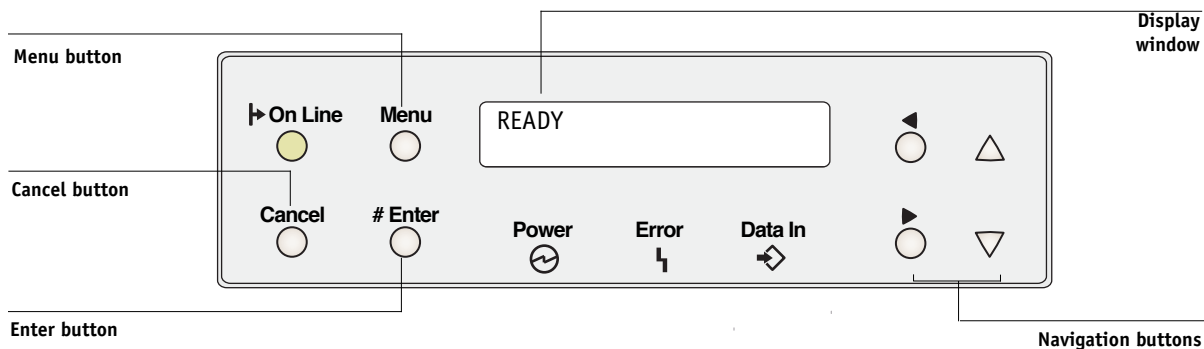 Display
window
Menu button
On Line
Menu
READY
Cancel button
Cancel
# Enter
Power
Error
Data In
Enter button
Navigation buttons